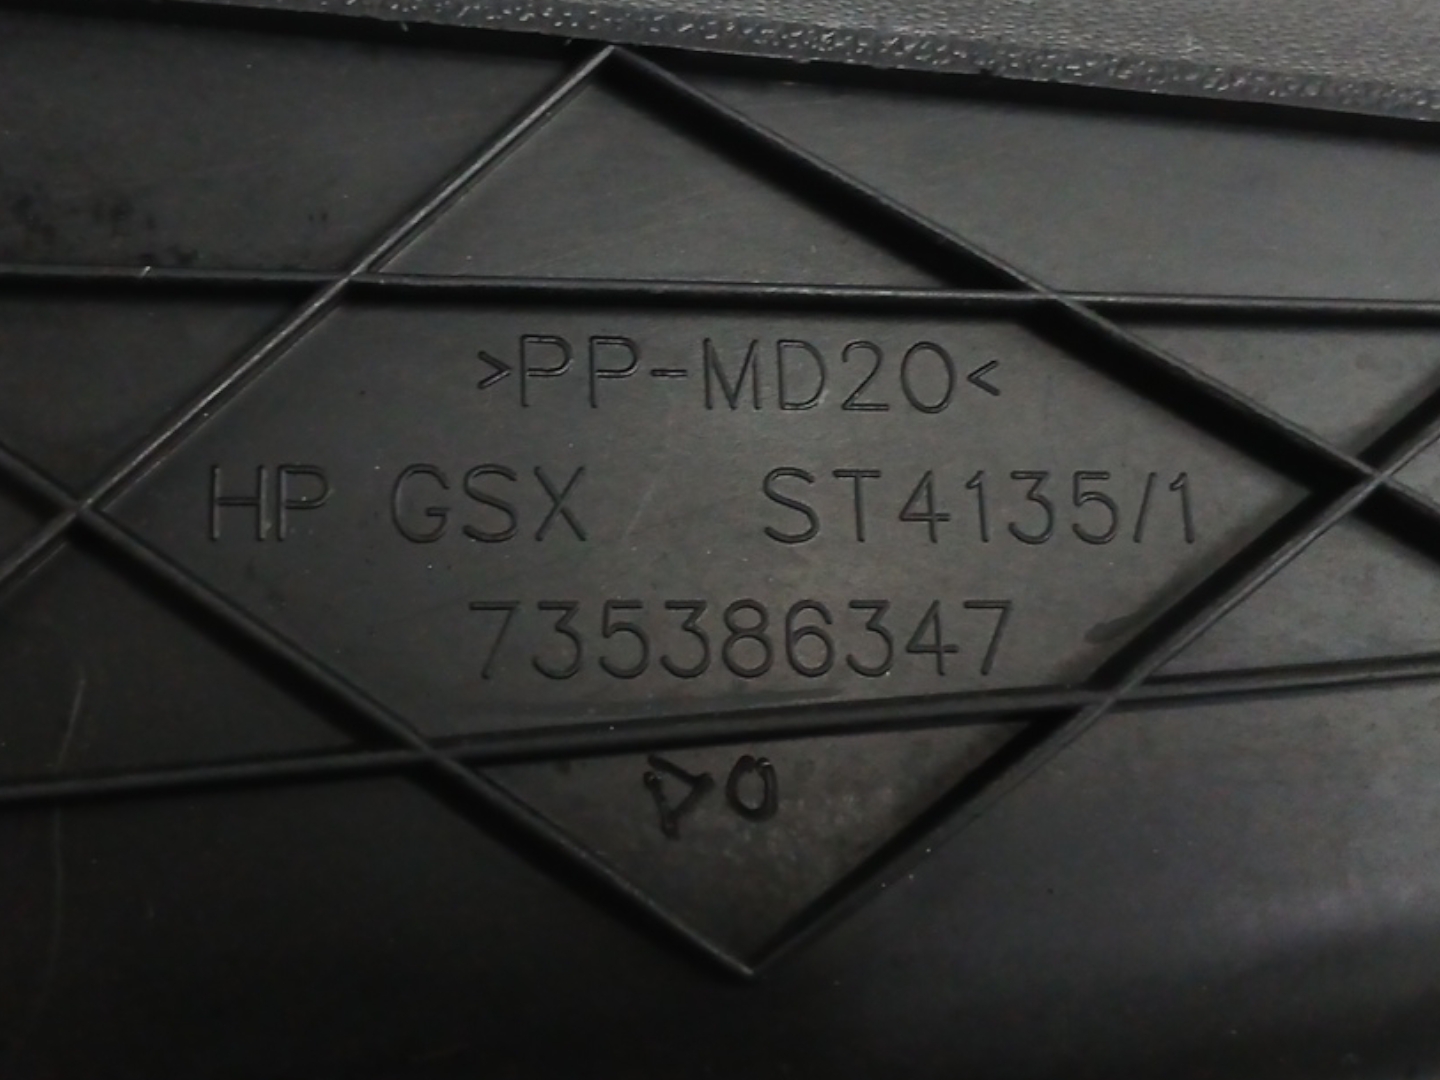 >PP-MD20<
HP GSX ST4135/1
735386347